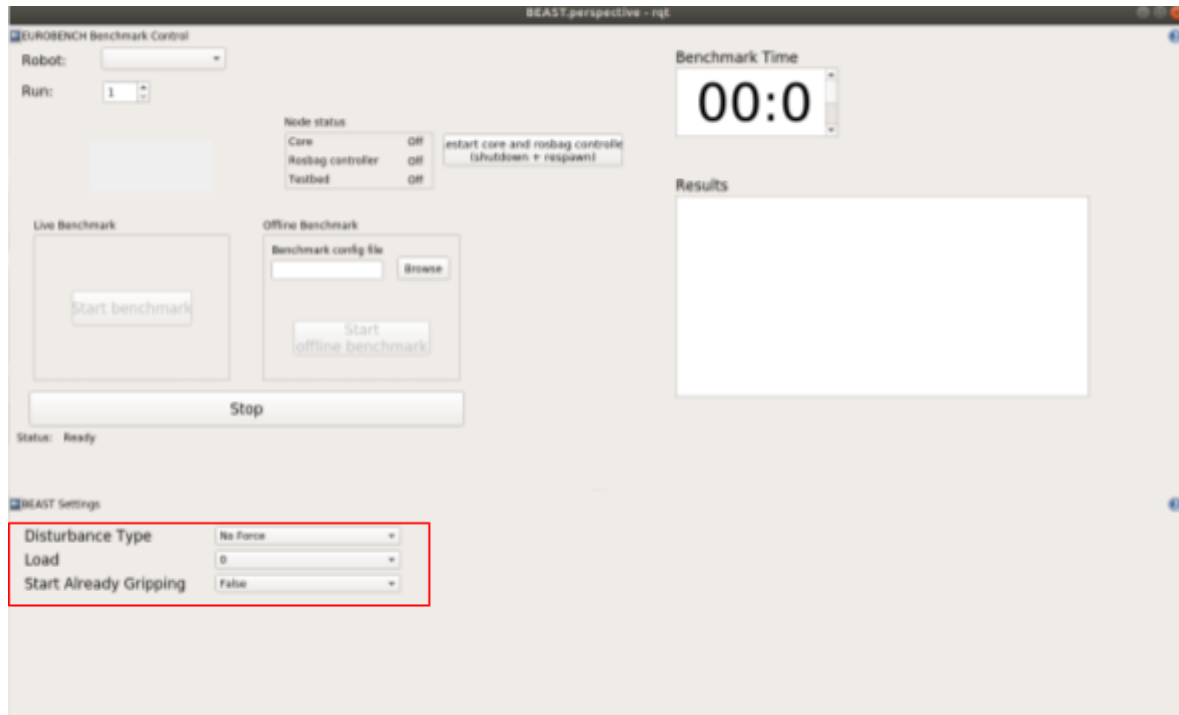 BEAST.perspective - rqt
EUROBENCH Benchmark Control
Robot:
Run: 1
Node status
Core Off
Rosbag controller Off
Testbed Off
estart core and rosbag controlle
(shutdown + respawn)
Live Benchmark
Start benchmark
Offline Benchmark
Benchmark config file
Browse
Start
offline benchmark
Stop
Status: Ready
Benchmark Time
00:0
Results
BEAST Settings
Disturbance Type No Force
Load 0
Start Already Gripping False